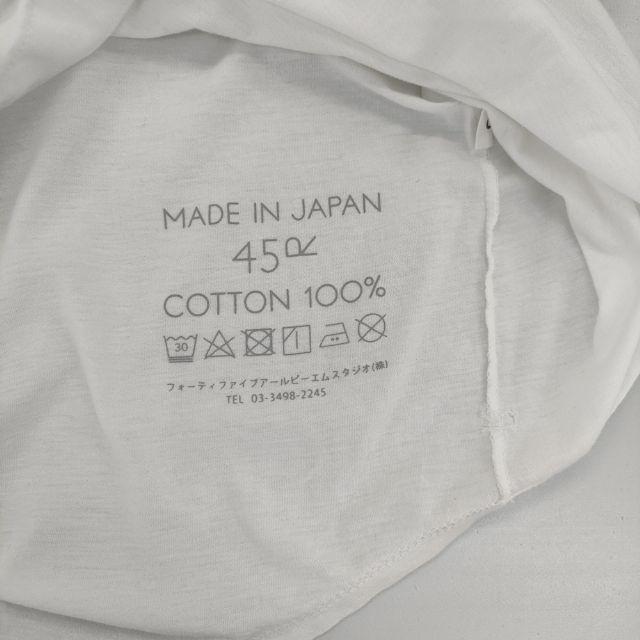 MADE IN JAPAN
45R
COTTON 100%
30
フォーティファイブアールピーエムスタジオ(株)
TEL 03-3498-2245